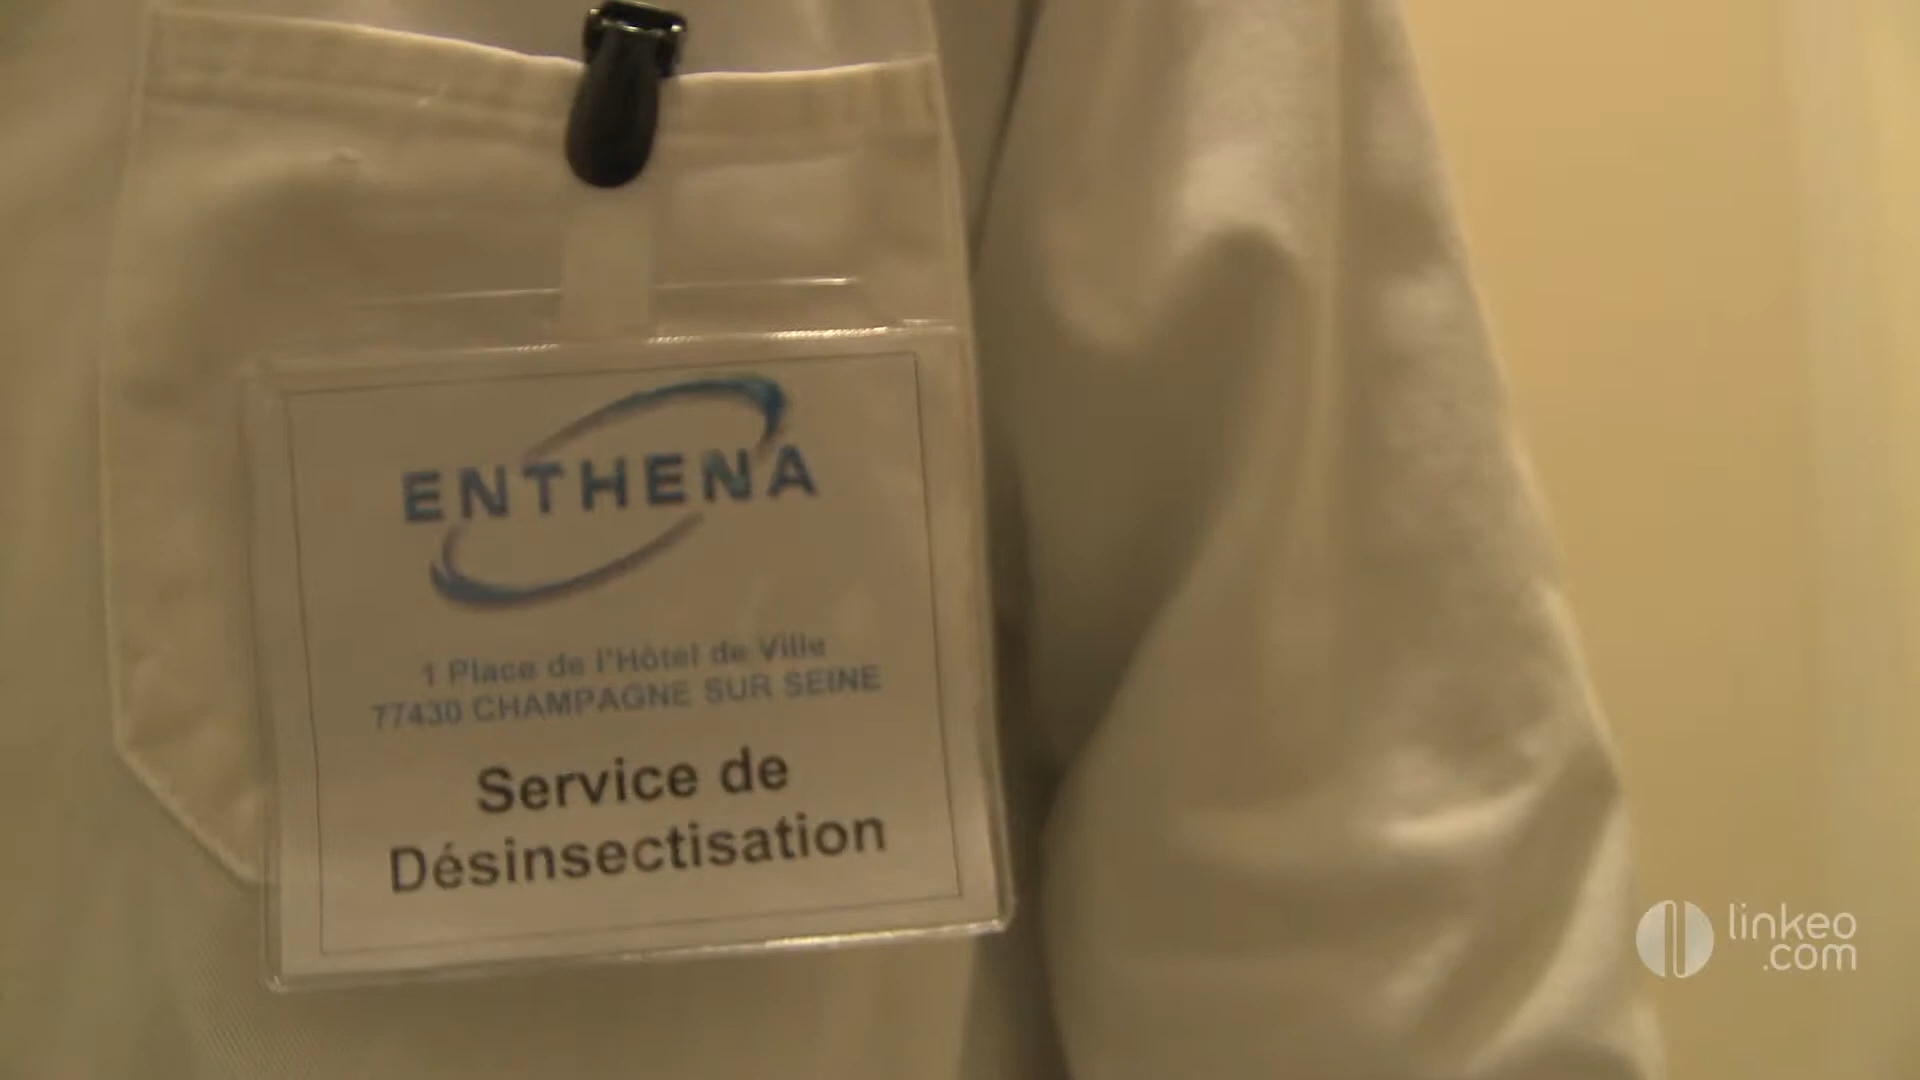 ENTHENA
1 Place de l'Hôtel de Ville
77430 CHAMPAGNE SUR SEINE
Service de
Désinsectisation
linkeo
.com